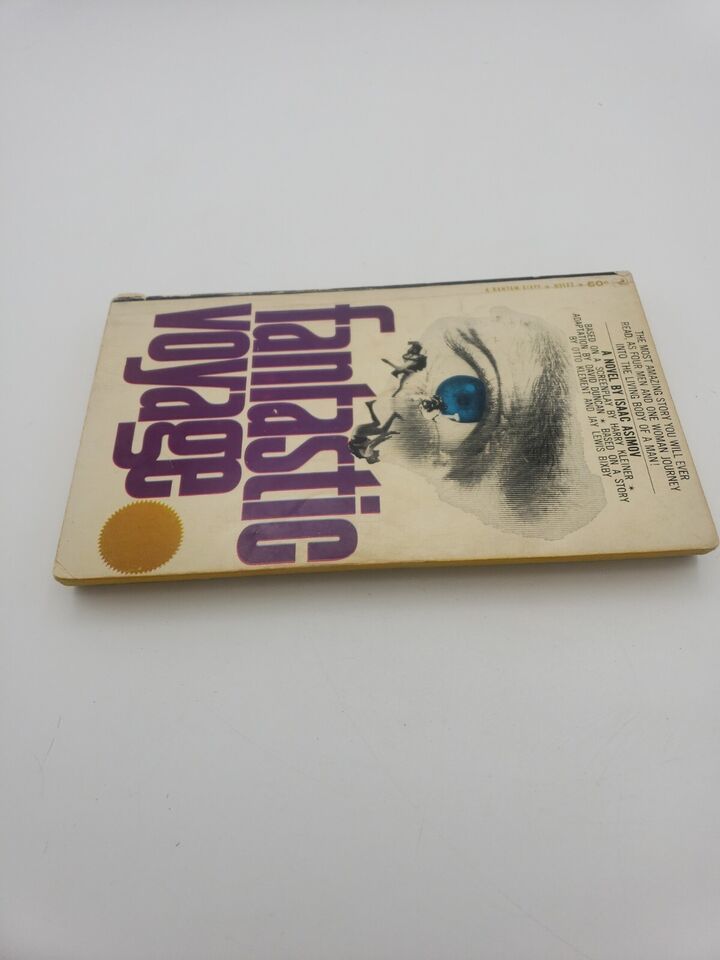 THE MOST AMAZING STORY YOU WILL EVER
READ, AS FOUR MEN AND ONE WOMAN JOURNEY
INTO THE LIVING BODY OF A MAN!
A NOVEL BY ISAAC ASIMOV
BASED ON A SCREENPLAY BY HARRY KLEINER *
ADAPTATION BY DAVID DUNCAN * BASED ON A STORY
BY OTTO KLEMENT AND JAY LEWIS BIXBY
A BANTAM SIXTY * 60¢
fantastic
voyage